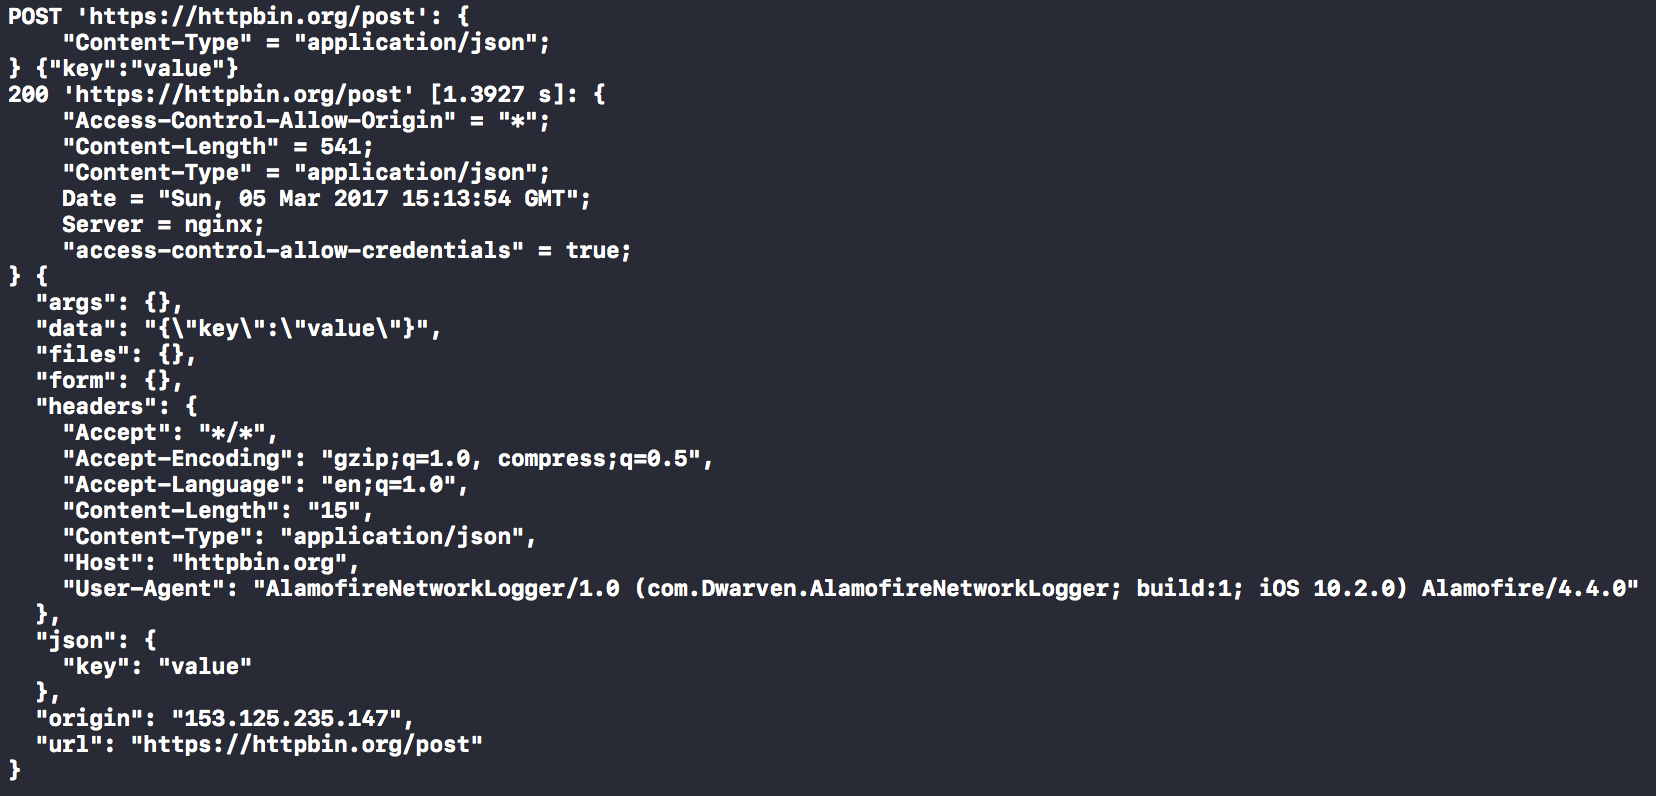 POST 'https://httpbin.org/post': {
    "Content-Type" = "application/json";
} {"key":"value"}
200 'https://httpbin.org/post' [1.3927 s]: {
    "Access-Control-Allow-Origin" = "*";
    "Content-Length" = 541;
    "Content-Type" = "application/json";
    Date = "Sun, 05 Mar 2017 15:13:54 GMT";
    Server = nginx;
    "access-control-allow-credentials" = true;
} {
  "args": {},
  "data": "{\"key\":\"value\"}",
  "files": {},
  "form": {},
  "headers": {
    "Accept": "*/*",
    "Accept-Encoding": "gzip;q=1.0, compress;q=0.5",
    "Accept-Language": "en;q=1.0",
    "Content-Length": "15",
    "Content-Type": "application/json",
    "Host": "httpbin.org",
    "User-Agent": "AlamofireNetworkLogger/1.0 (com.Dwarven.AlamofireNetworkLogger; build:1; iOS 10.2.0) Alamofire/4.4.0"
  },
  "json": {
    "key": "value"
  },
  "origin": "153.125.235.147",
  "url": "https://httpbin.org/post"
}